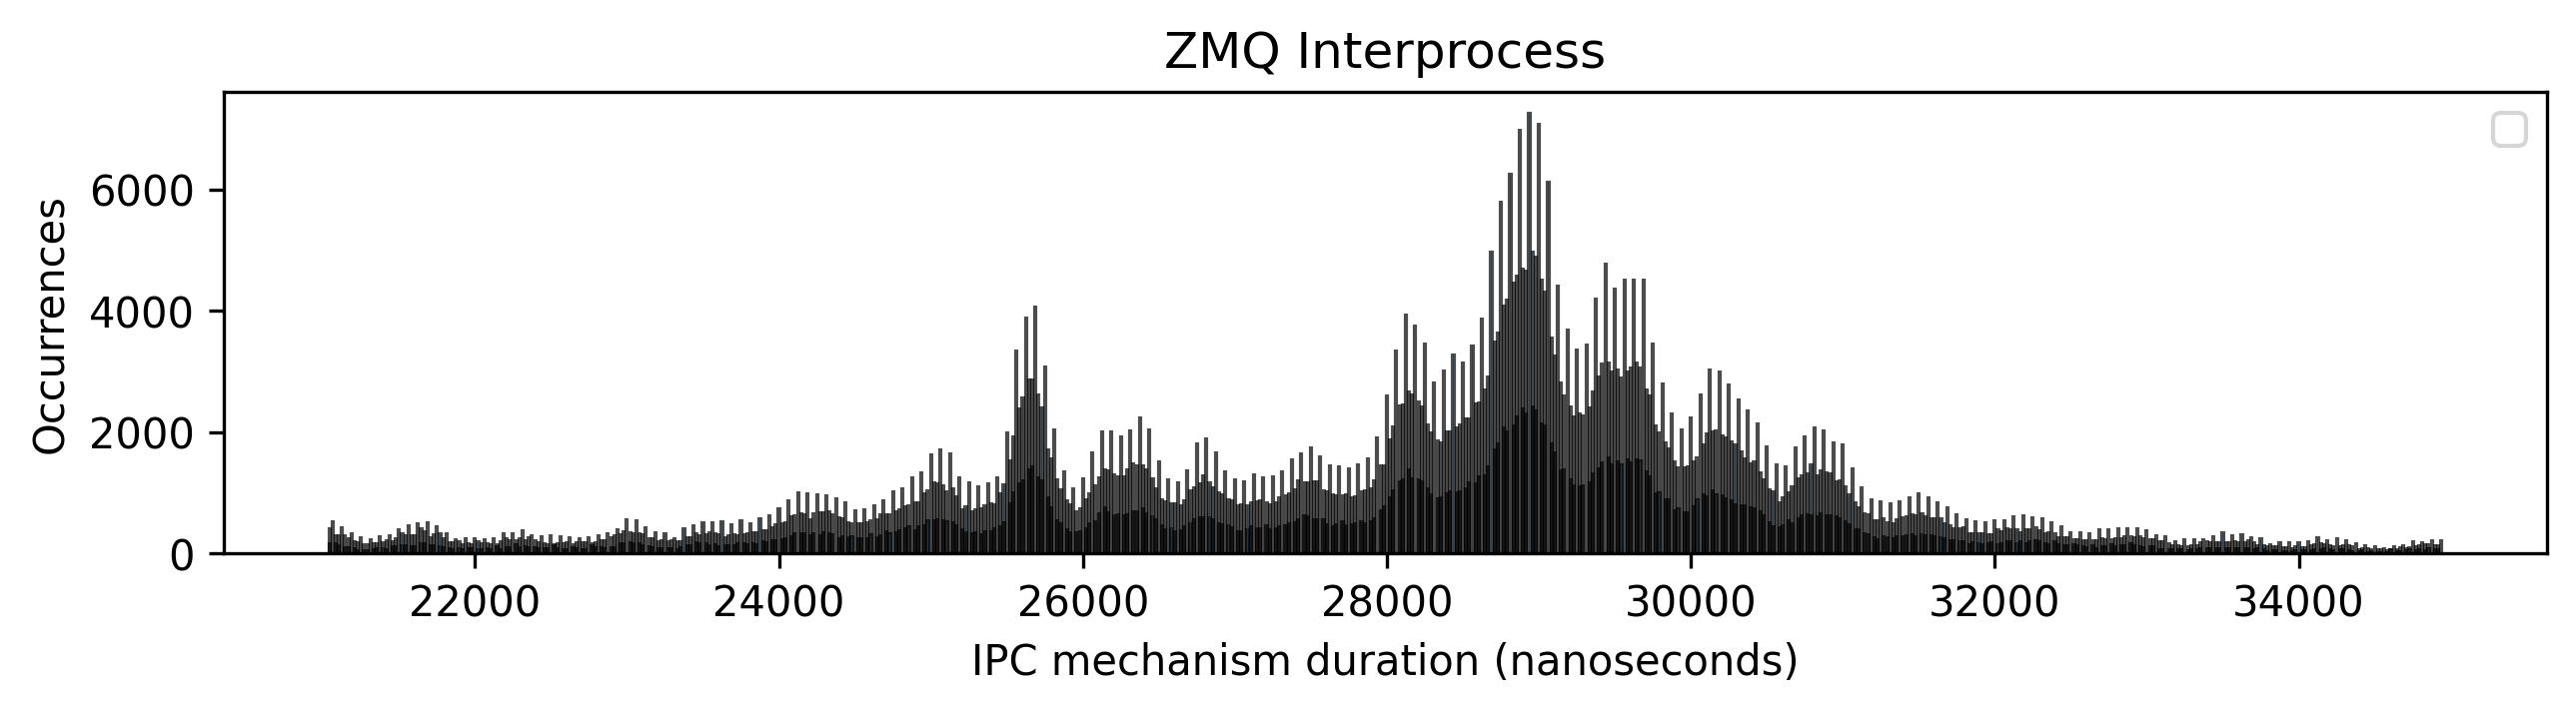 ZMQ Interprocess
Occurrences
6000
4000
2000
0
22000 24000 26000 28000 30000 32000 34000
IPC mechanism duration (nanoseconds)